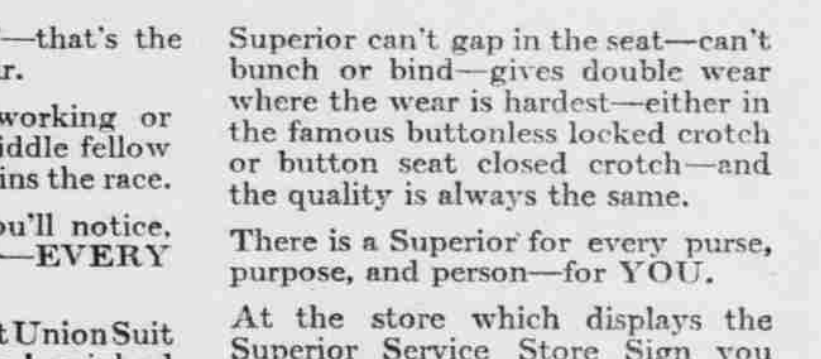 —that's the
r.
working or
iddle fellow
ins the race.
ou'll notice,
—EVERY
t Union Suit
Superior can't gap in the seat—can't
bunch or bind—gives double wear
where the wear is hardest—either in
the famous buttonless locked crotch
or button seat closed crotch—and
the quality is always the same.
There is a Superior for every purse,
purpose, and person—for YOU.
At the store which displays the
Superior Service Store Sign you